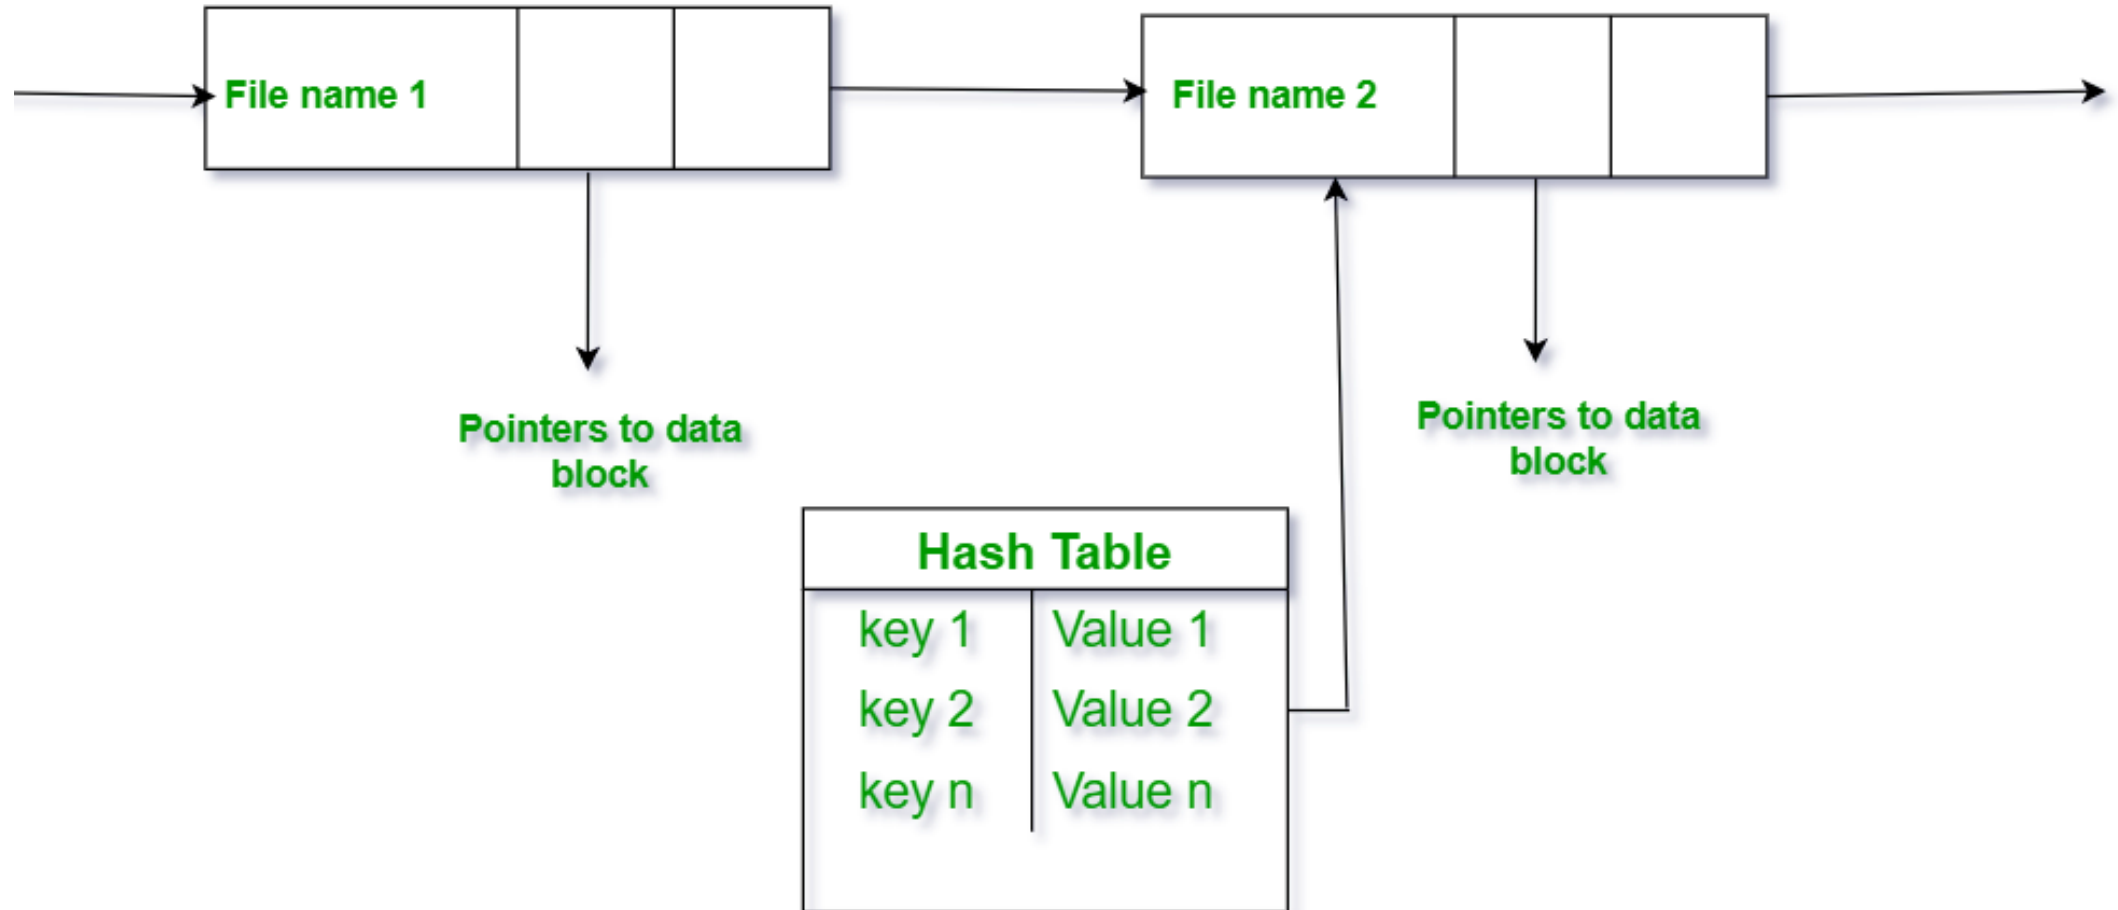 File name 1
File name 2
Pointers to data
block
Pointers to data
block
Hash Table
key 1 Value 1
key 2 Value 2
key n Value n